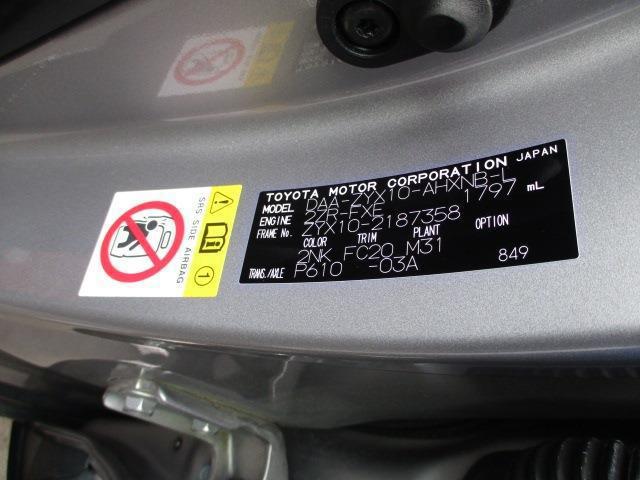 TOYOTA MOTOR CORPORATION JAPAN
MODEL DAA-ZYX10-AHXNB-L
ENGINE 2ZR-FXE 1797 mL
FRAME No. ZYX10-2187358
COLOR TRIM PLANT OPTION
2NK FC20 M31
TRANS./AXLE P610 -03A 849
SRS SIDE AIRBAG
1